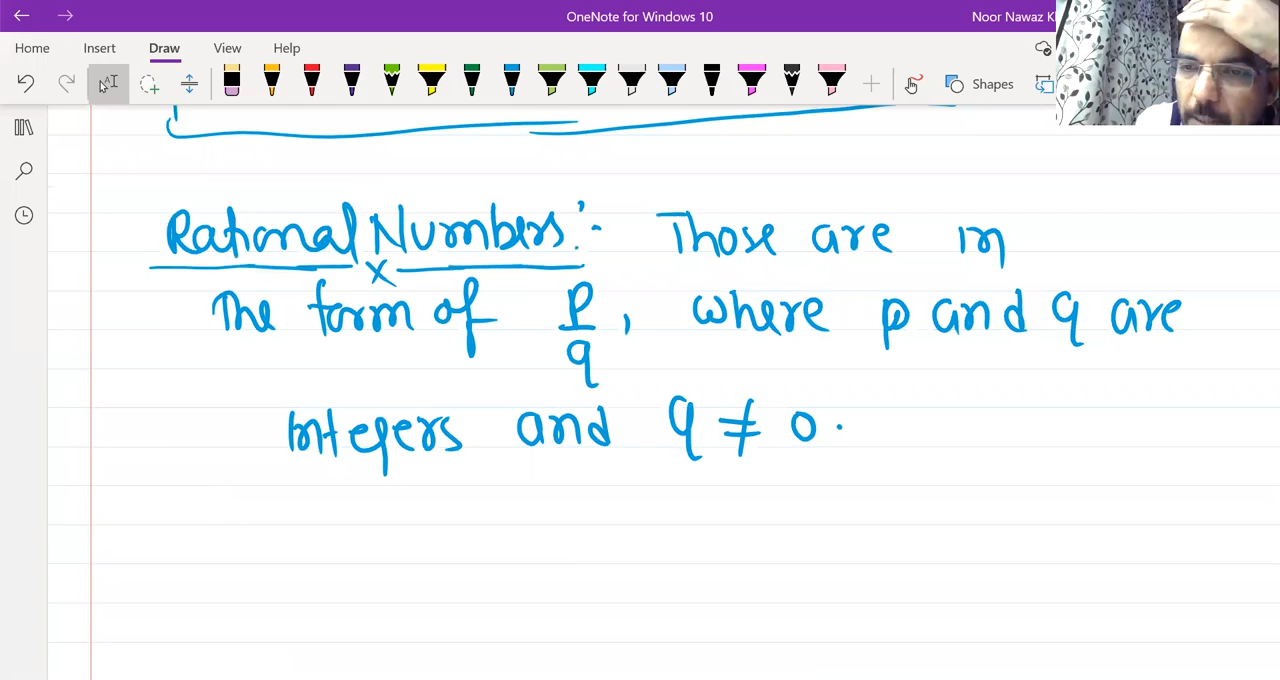 OneNote for Windows 10
Noor Nawaz K
Home Insert Draw View Help
Shapes
Rational Numbers:- Those are in
the form of p/q, where p and q are
integers and q ≠ 0.